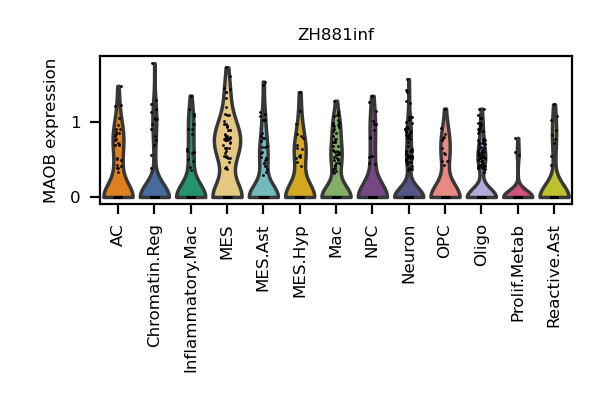 ZH881inf
MAOB expression
1
0
AC
Chromatin.Reg
Inflammatory.Mac
MES
MES.Ast
MES.Hyp
Mac
NPC
Neuron
OPC
Oligo
Prolif.Metab
Reactive.Ast